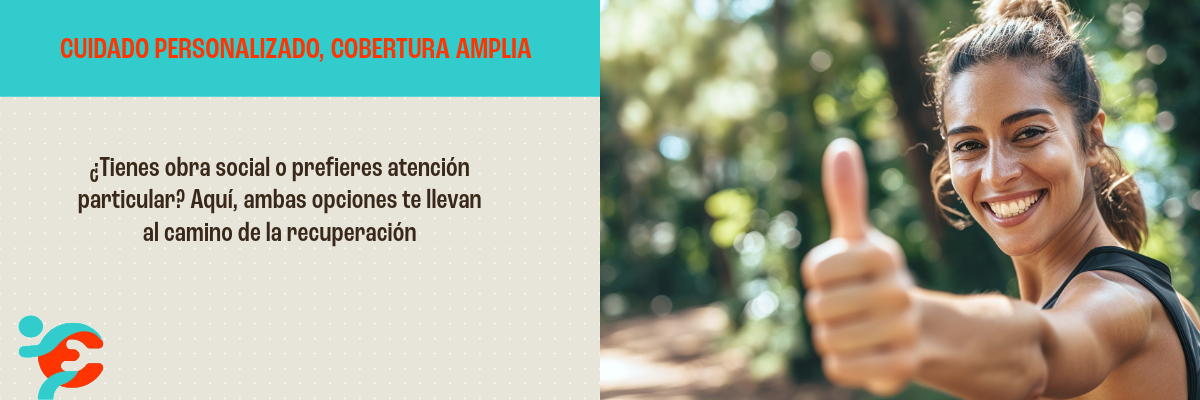 CUIDADO PERSONALIZADO, COBERTURA AMPLIA
¿Tienes obra social o prefieres atención
particular? Aquí, ambas opciones te llevan
al camino de la recuperación